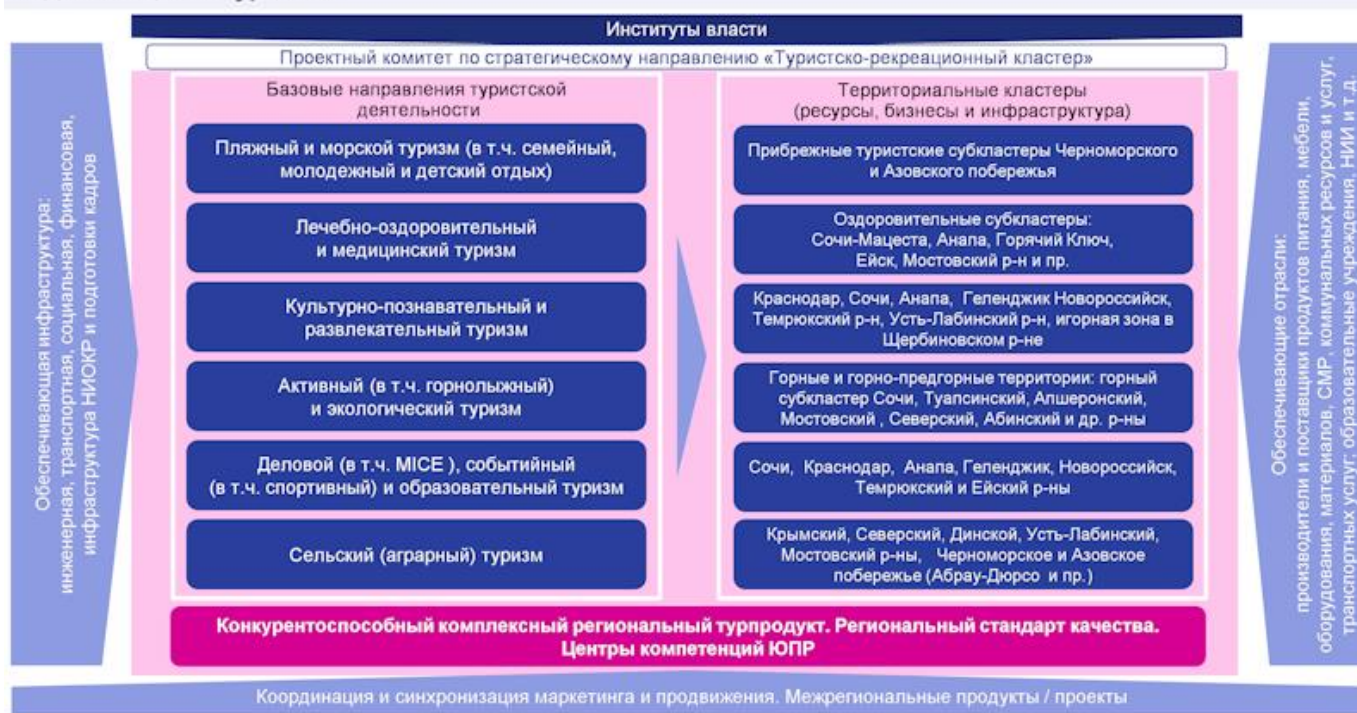 Институты власти
Проектный комитет по стратегическому направлению «Туристско-рекреационный кластер»
Обеспечивающая инфраструктура:
инженерная, транспортная, социальная, финансовая,
инфраструктура НИОКР и подготовки кадров
Базовые направления туристской
деятельности
Пляжный и морской туризм (в т.ч. семейный,
молодежный и детский отдых)
Лечебно-оздоровительный
и медицинский туризм
Культурно-познавательный и
развлекательный туризм
Активный (в т.ч. горнолыжный)
и экологический туризм
Деловой (в т.ч. MICE ), событийный
(в т.ч. спортивный) и образовательный туризм
Сельский (аграрный) туризм
Территориальные кластеры
(ресурсы, бизнесы и инфраструктура)
Прибрежные туристские субкластеры Черноморского
и Азовского побережья
Оздоровительные субкластеры:
Сочи-Мацеста, Анапа, Горячий Ключ,
Ейск, Мостовский р-н и пр.
Краснодар, Сочи, Анапа, Геленджик Новороссийск,
Темрюкский р-н, Усть-Лабинский р-н, игорная зона в
Щербиновском р-не
Горные и горно-предгорные территории: горный
субкластер Сочи, Туапсинский, Апшеронский,
Мостовский , Северский, Абинский и др. р-ны
Сочи, Краснодар, Анапа, Геленджик, Новороссийск,
Темрюкский и Ейский р-ны
Крымский, Северский, Динской, Усть-Лабинский,
Мостовский р-ны, Черноморское и Азовское
побережье (Абрау-Дюрсо и пр.)
Обеспечивающие отрасли:
производители и поставщики продуктов питания, мебели,
оборудования, материалов, СМР, коммунальных ресурсов и услуг,
транспортных услуг; образовательные учреждения, НИИ и т.д.
Конкурентоспособный комплексный региональный турпродукт. Региональный стандарт качества.
Центры компетенций ЮПР
Координация и синхронизация маркетинга и продвижения. Межрегиональные продукты / проекты